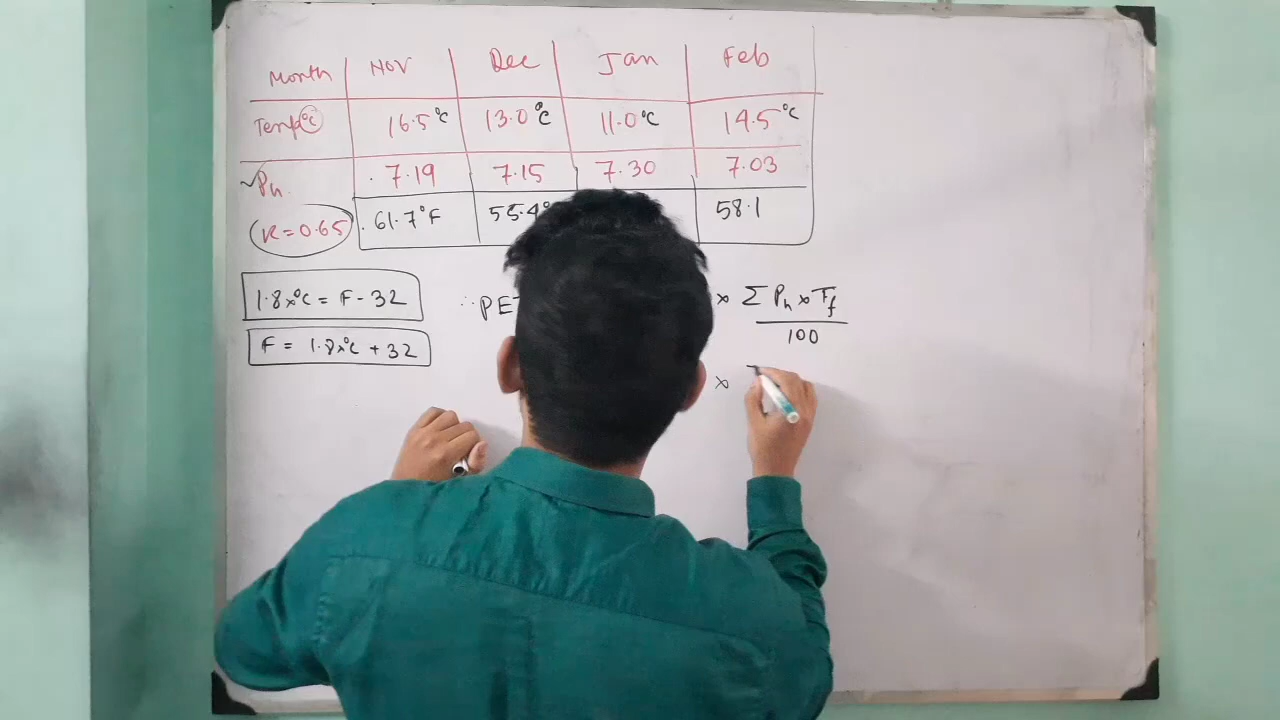 Month Nov Dec Jan Feb
Temp °C 16.5°C 13.0°C 11.0°C 14.5°C
Ph 7.19 7.15 7.30 7.03
(K = 0.65) 61.7°F 55.4° 58.1
1.8×°C = F - 32
F = 1.8×°C + 32
∴ PET × Σ Ph × Tf
100
×